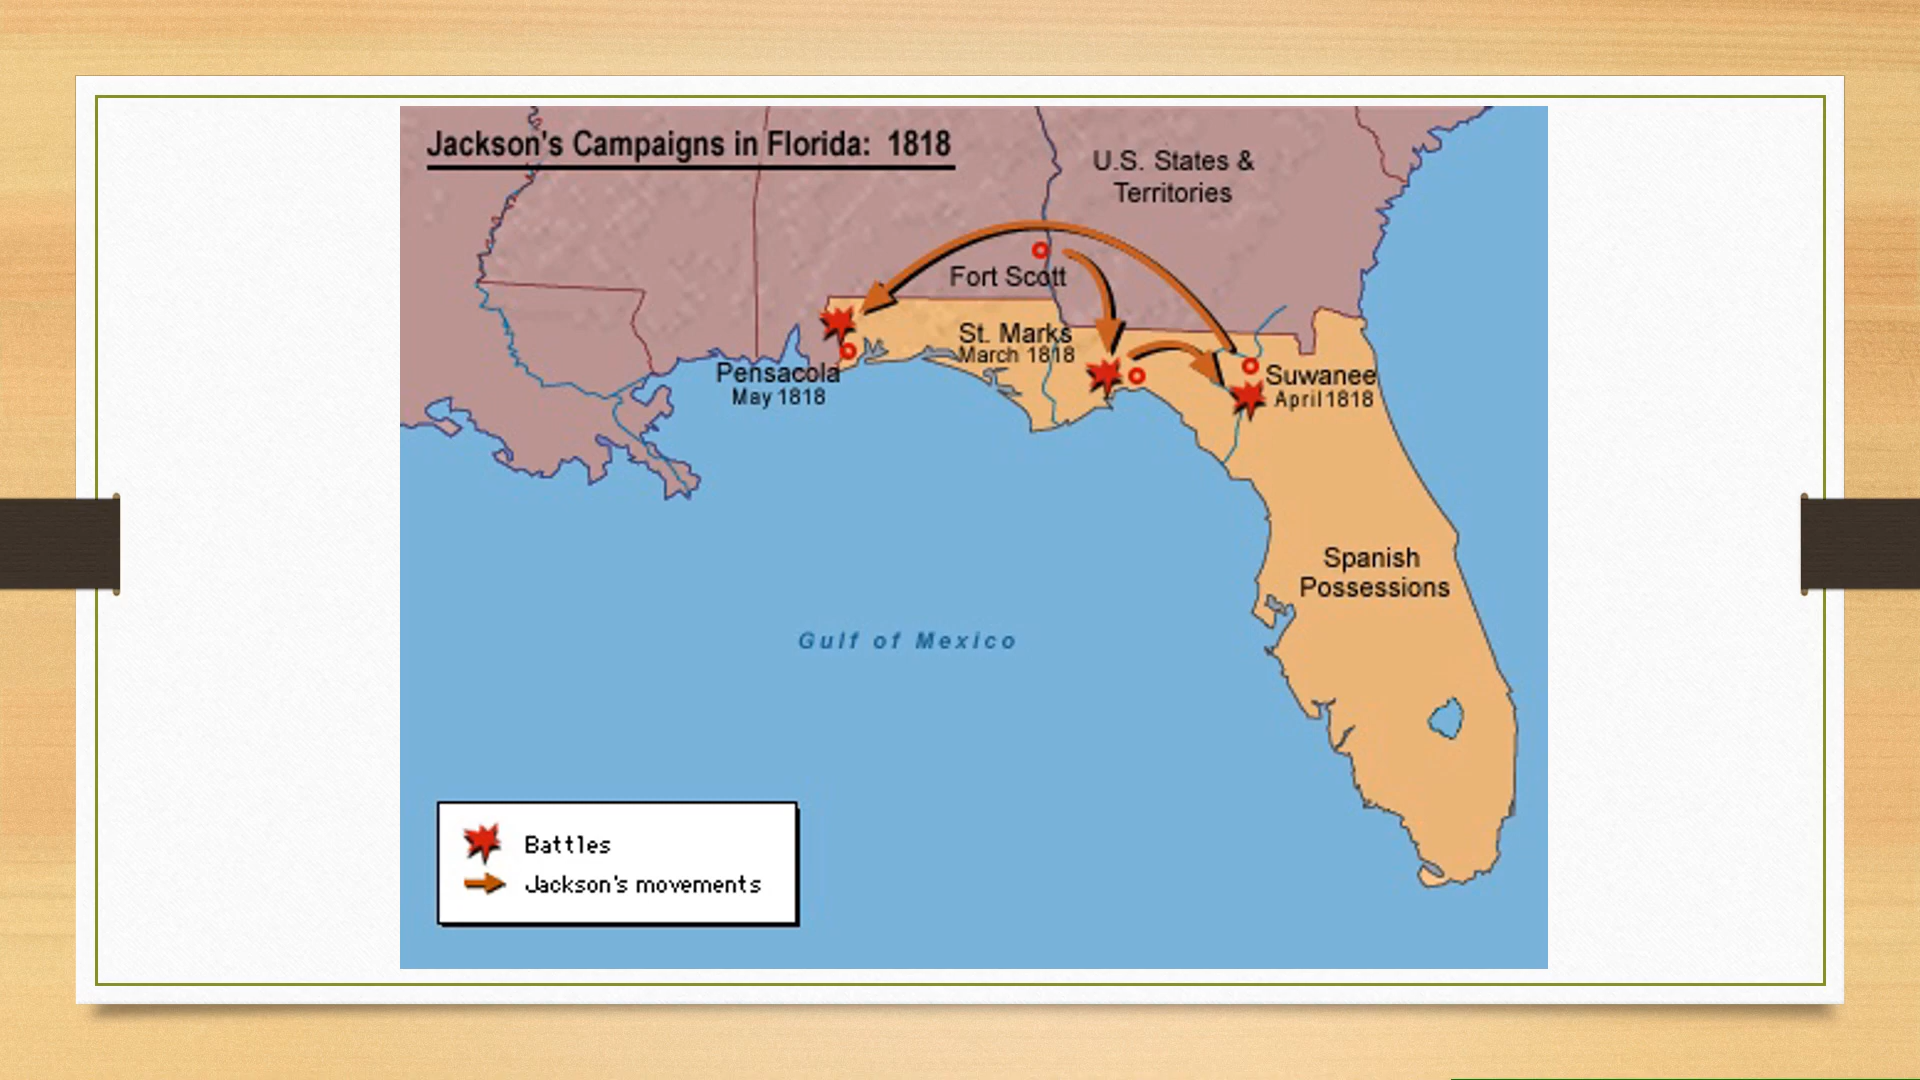 Jackson's Campaigns in Florida: 1818
U.S. States &
Territories
Fort Scott
St. Marks
March 1818
Pensacola
May 1818
Suwanee
April 1818
Spanish
Possessions
Gulf of Mexico
Battles
Jackson's movements